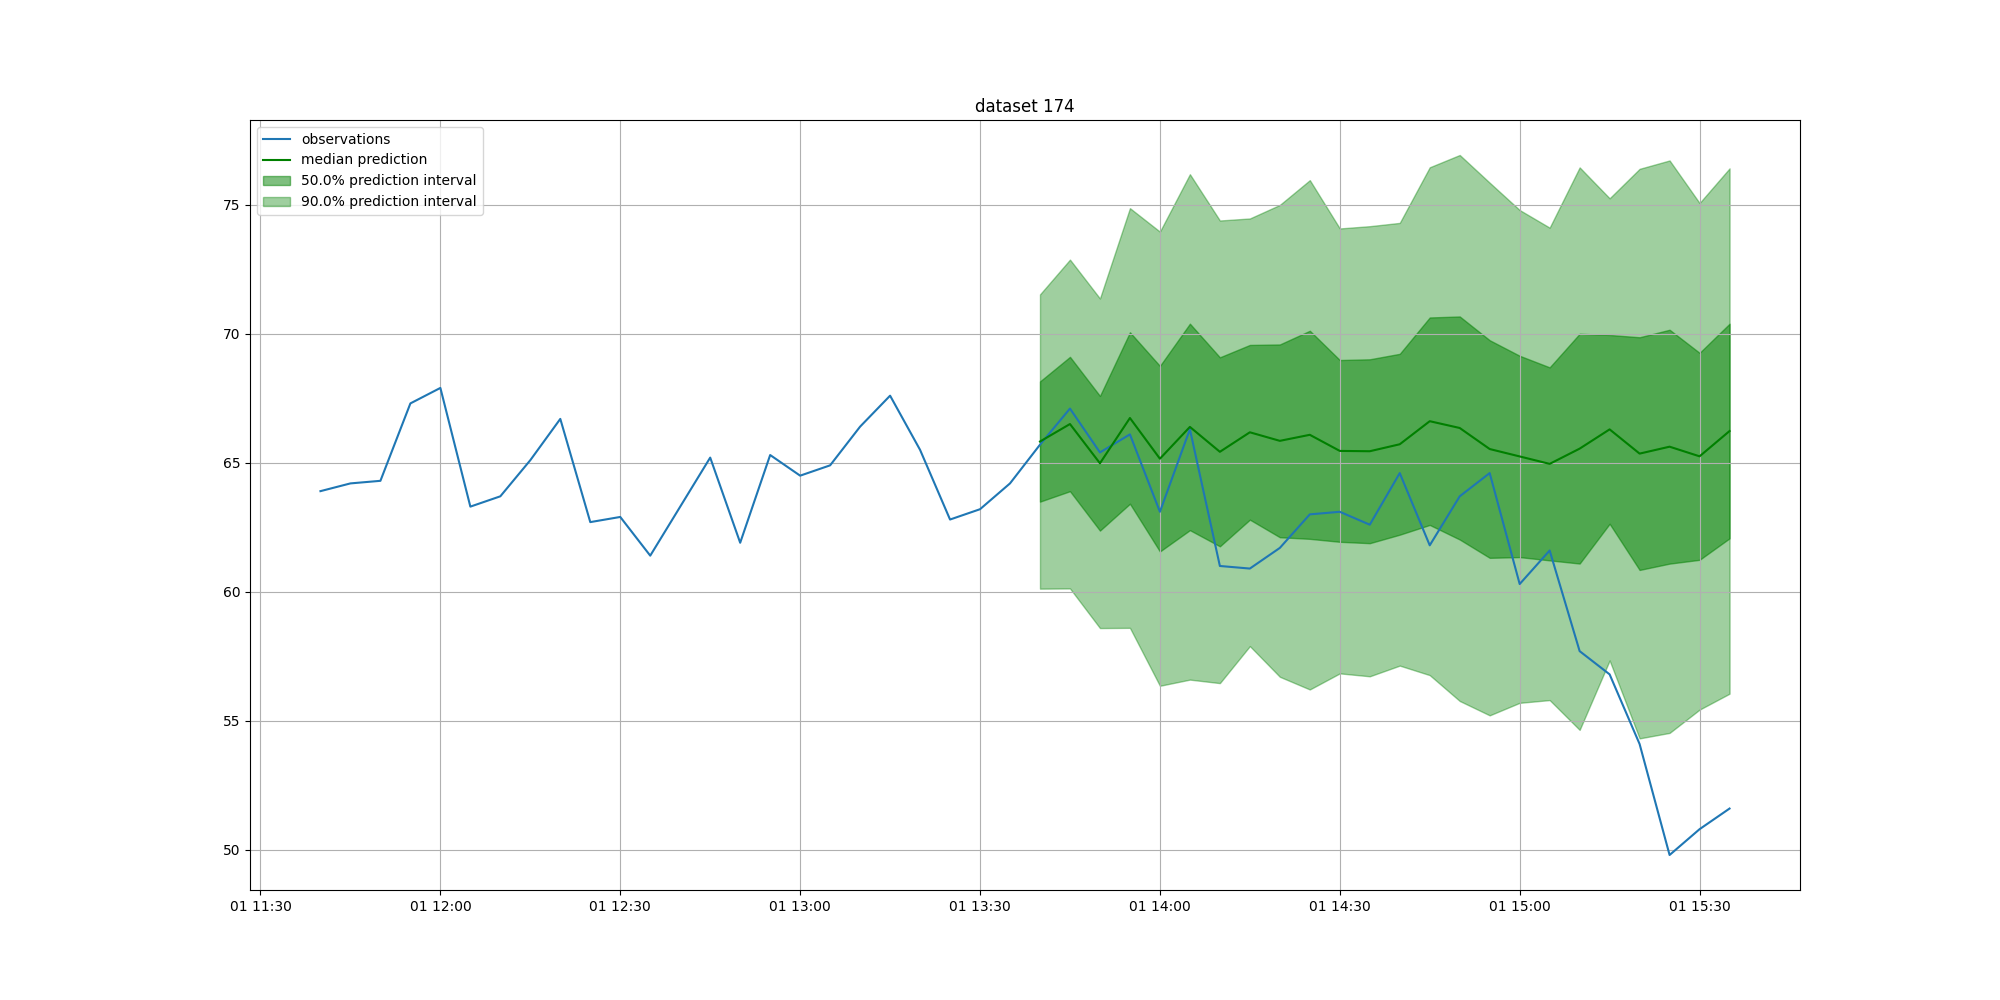 dataset 174
observations
median prediction
50.0% prediction interval
90.0% prediction interval
75
70
65
60
55
50
01 11:30 01 12:00 01 12:30 01 13:00 01 13:30 01 14:00 01 14:30 01 15:00 01 15:30